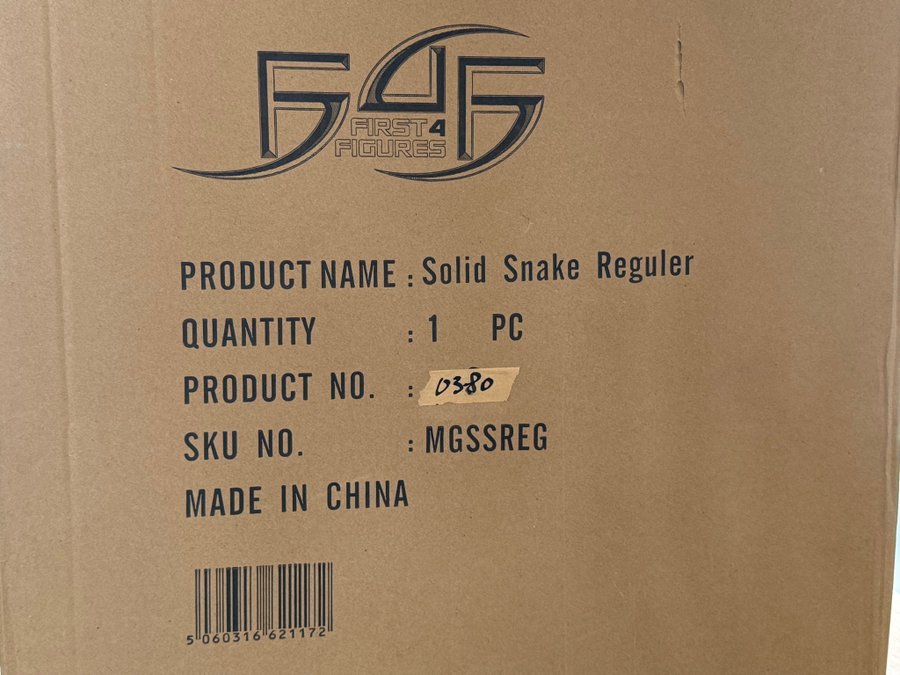 F4F
FIRST 4
FIGURES
PRODUCT NAME : Solid Snake Reguler
QUANTITY : 1 PC
PRODUCT NO. : 0380
SKU NO. : MGSSREG
MADE IN CHINA
5 060316 621172